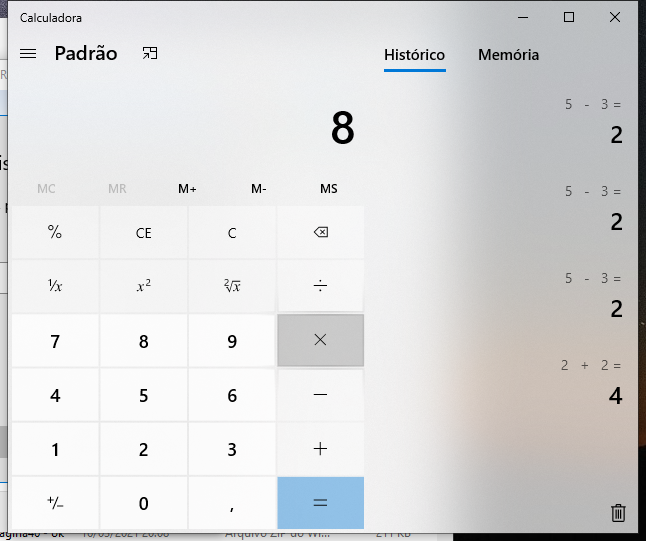 Calculadora
Padrão
Histórico Memória
8
MC MR M+ M- MS
% CE C
¹/x x² ²√x ÷
7 8 9 ×
4 5 6 −
1 2 3 +
+/− 0 , =
5 - 3 =
2
5 - 3 =
2
5 - 3 =
2
2 + 2 =
4